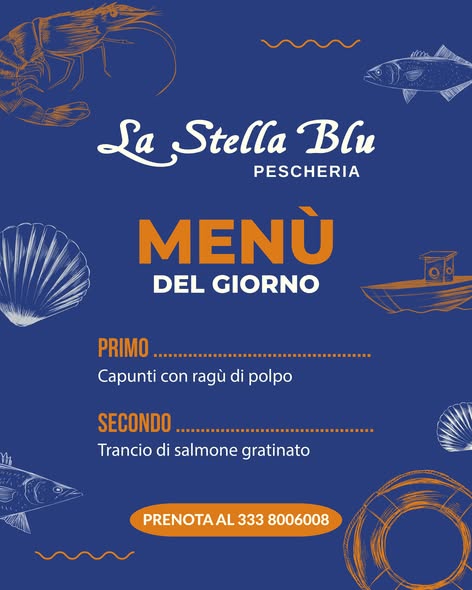 La Stella Blu
PESCHERIA
MENÙ
DEL GIORNO
PRIMO ..................................
Capunti con ragù di polpo
SECONDO ..............................
Trancio di salmone gratinato
PRENOTA AL 333 8006008